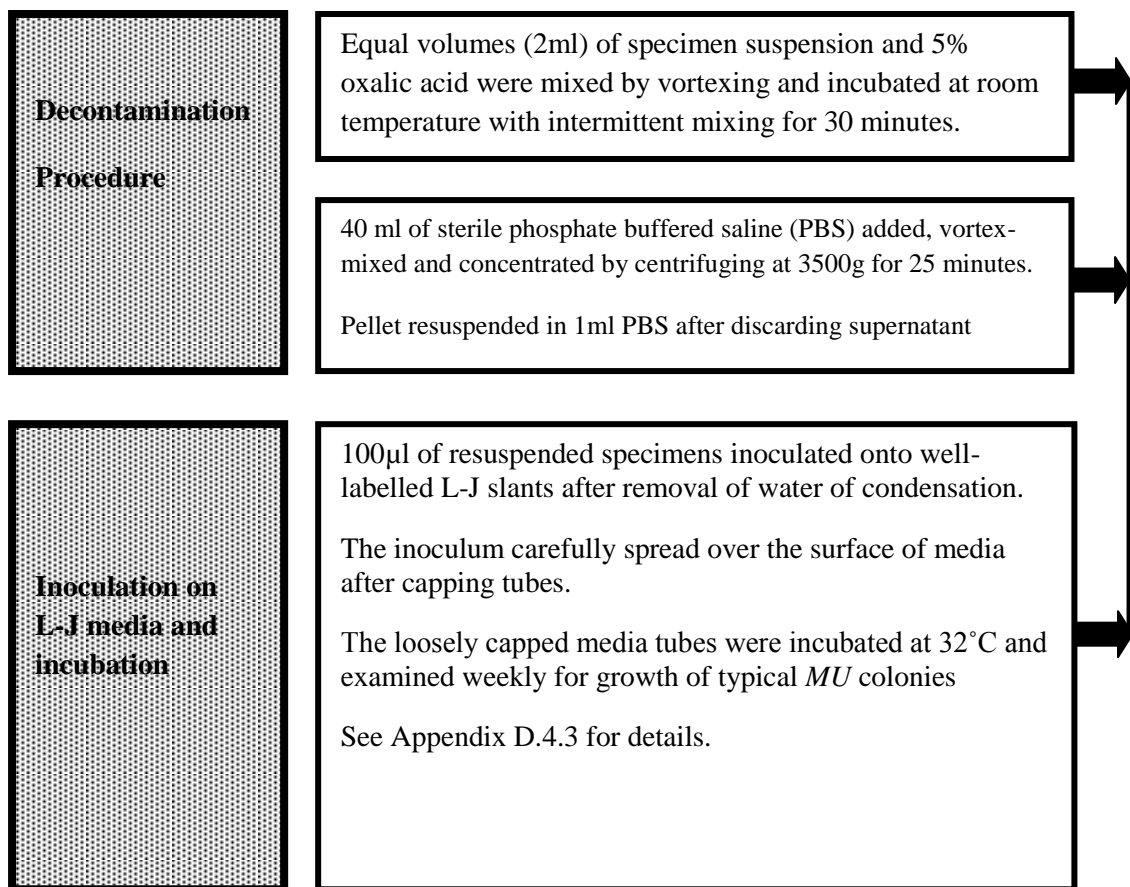 Decontamination
Procedure
Equal volumes (2ml) of specimen suspension and 5%
oxalic acid were mixed by vortexing and incubated at room
temperature with intermittent mixing for 30 minutes.
40 ml of sterile phosphate buffered saline (PBS) added, vortex-
mixed and concentrated by centrifuging at 3500g for 25 minutes.
Pellet resuspended in 1ml PBS after discarding supernatant
Inoculation on
L-J media and
incubation
100µl of resuspended specimens inoculated onto well-
labelled L-J slants after removal of water of condensation.
The inoculum carefully spread over the surface of media
after capping tubes.
The loosely capped media tubes were incubated at 32˚C and
examined weekly for growth of typical MU colonies
See Appendix D.4.3 for details.